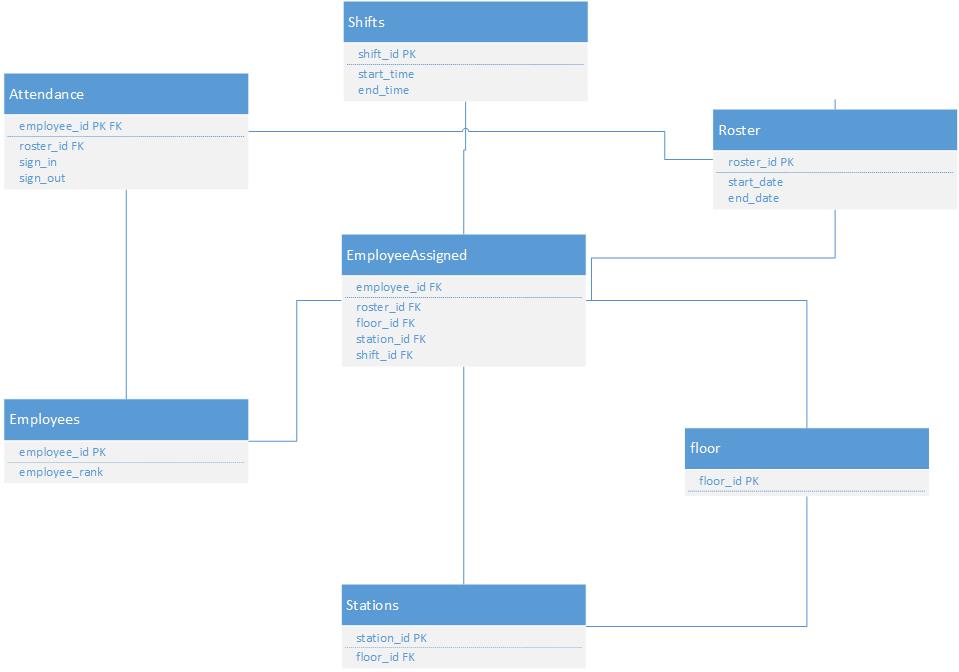 Shifts
shift_id PK
start_time
end_time
Attendance
employee_id PK FK
roster_id FK
sign_in
sign_out
Roster
roster_id PK
start_date
end_date
EmployeeAssigned
employee_id FK
roster_id FK
floor_id FK
station_id FK
shift_id FK
Employees
employee_id PK
employee_rank
floor
floor_id PK
Stations
station_id PK
floor_id FK